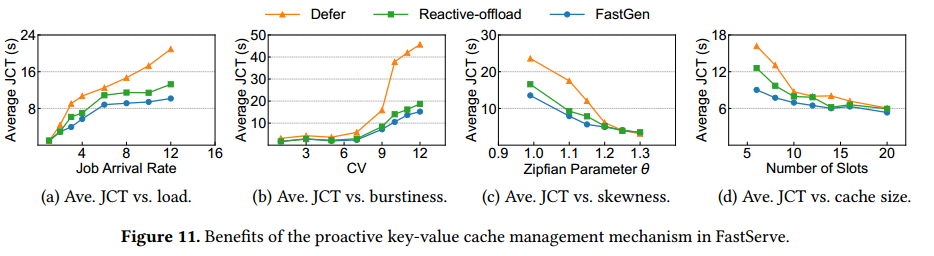 Defer Reactive-offload FastGen
Average JCT (s)
24
16
8
4 8 12 16
Job Arrival Rate
(a) Ave. JCT vs. load.
Average JCT (s)
50
40
30
20
10
3 6 9 12
CV
(b) Ave. JCT vs. burstiness.
Average JCT (s)
30
20
10
0.9 1.0 1.1 1.2 1.3
Zipfian Parameter θ
(c) Ave. JCT vs. skewness.
Average JCT (s)
18
12
6
5 10 15 20
Number of Slots
(d) Ave. JCT vs. cache size.
Figure 11. Benefits of the proactive key-value cache management mechanism in FastServe.